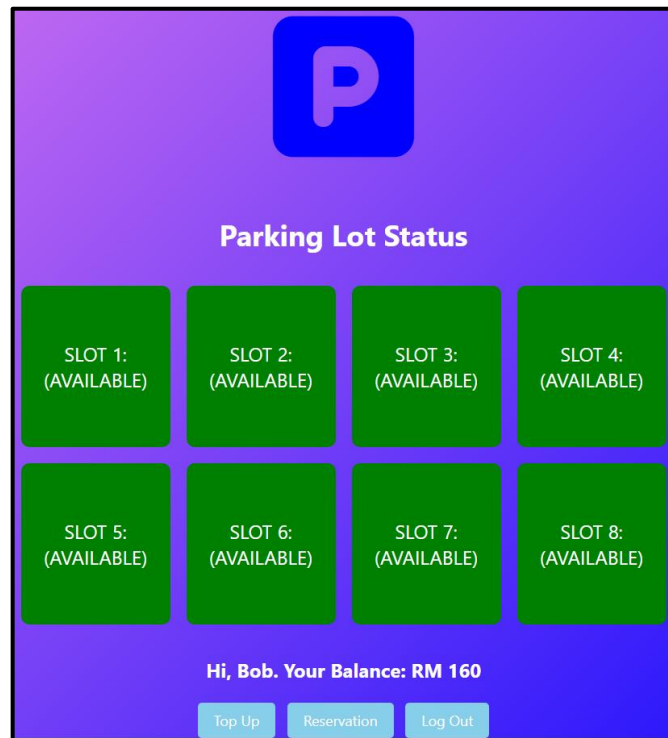 P
Parking Lot Status
SLOT 1:
(AVAILABLE)
SLOT 2:
(AVAILABLE)
SLOT 3:
(AVAILABLE)
SLOT 4:
(AVAILABLE)
SLOT 5:
(AVAILABLE)
SLOT 6:
(AVAILABLE)
SLOT 7:
(AVAILABLE)
SLOT 8:
(AVAILABLE)
Hi, Bob. Your Balance: RM 160
Top Up
Reservation
Log Out